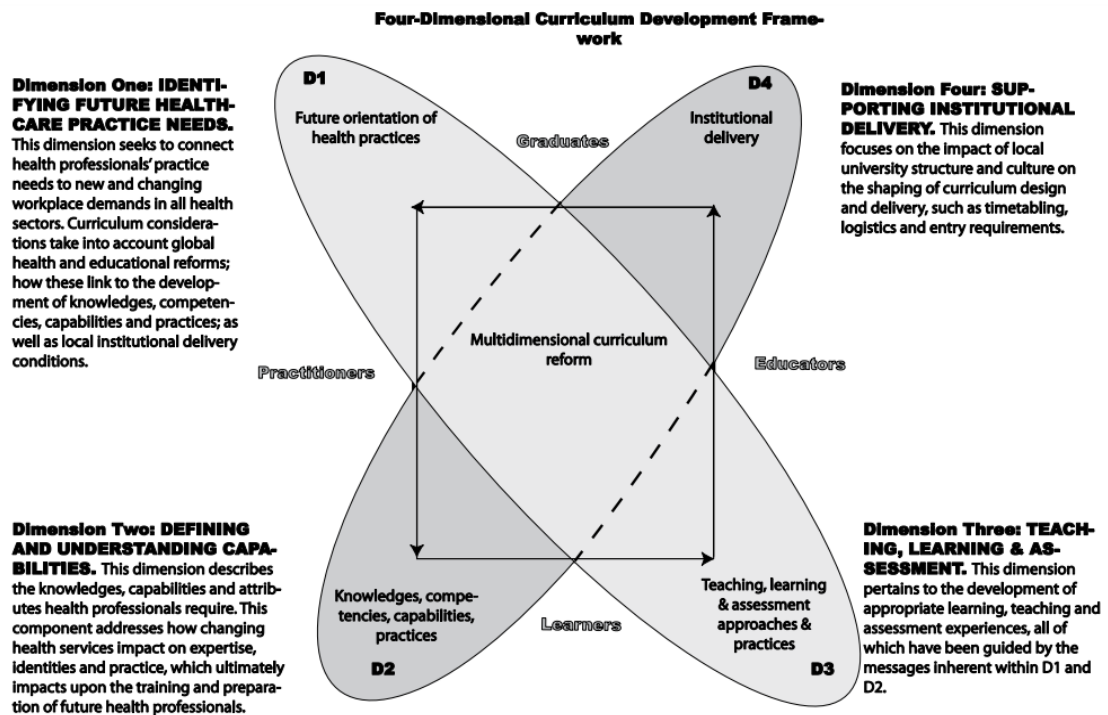 Four-Dimensional Curriculum Development Frame-
work
Dimension One: IDENTI-
FYING FUTURE HEALTH-
CARE PRACTICE NEEDS.
This dimension seeks to connect
health professionals' practice
needs to new and changing
workplace demands in all health
sectors. Curriculum considera-
tions take into account global
health and educational reforms;
how these link to the develop-
ment of knowledges, competen-
cies, capabilities and practices; as
well as local institutional delivery
conditions.
D1
Future orientation of
health practices
Graduates
D4
Institutional
delivery
Dimension Four: SUP-
PORTING INSTITUTIONAL
DELIVERY. This dimension
focuses on the impact of local
university structure and culture on
the shaping of curriculum design
and delivery, such as timetabling,
logistics and entry requirements.
Practitioners
Multidimensional curriculum
reform
Educators
Dimension Two: DEFINING
AND UNDERSTANDING CAPA-
BILITIES. This dimension describes
the knowledges, capabilities and attrib-
utes health professionals require. This
component addresses how changing
health services impact on expertise,
identities and practice, which ultimately
impacts upon the training and prepara-
tion of future health professionals.
Knowledges, compe-
tencies, capabilities,
practices
D2
Learners
Teaching, learning
& assessment
approaches &
practices
D3
Dimension Three: TEACH-
ING, LEARNING & AS-
SESSMENT. This dimension
pertains to the development of
appropriate learning, teaching and
assessment experiences, all of
which have been guided by the
messages inherent within D1 and
D2.